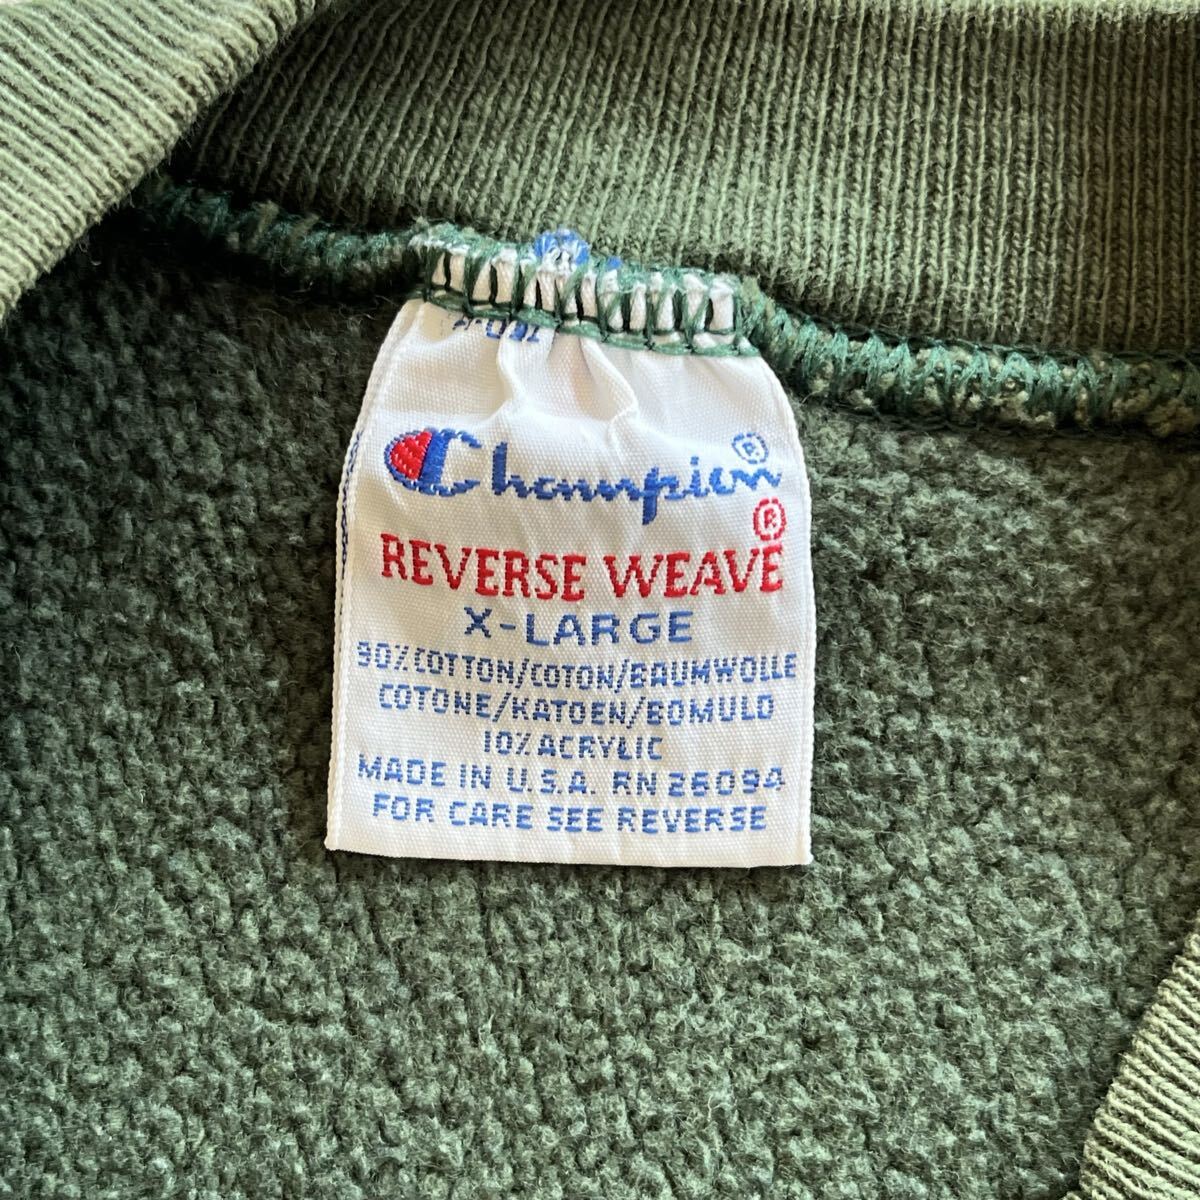 Champion®
REVERSE WEAVE®
X-LARGE
90% COTTON/COTON/BAUMWOLLE
COTONE/KATOEN/BOMULD
10% ACRYLIC
MADE IN U.S.A. RN 26094
FOR CARE SEE REVERSE